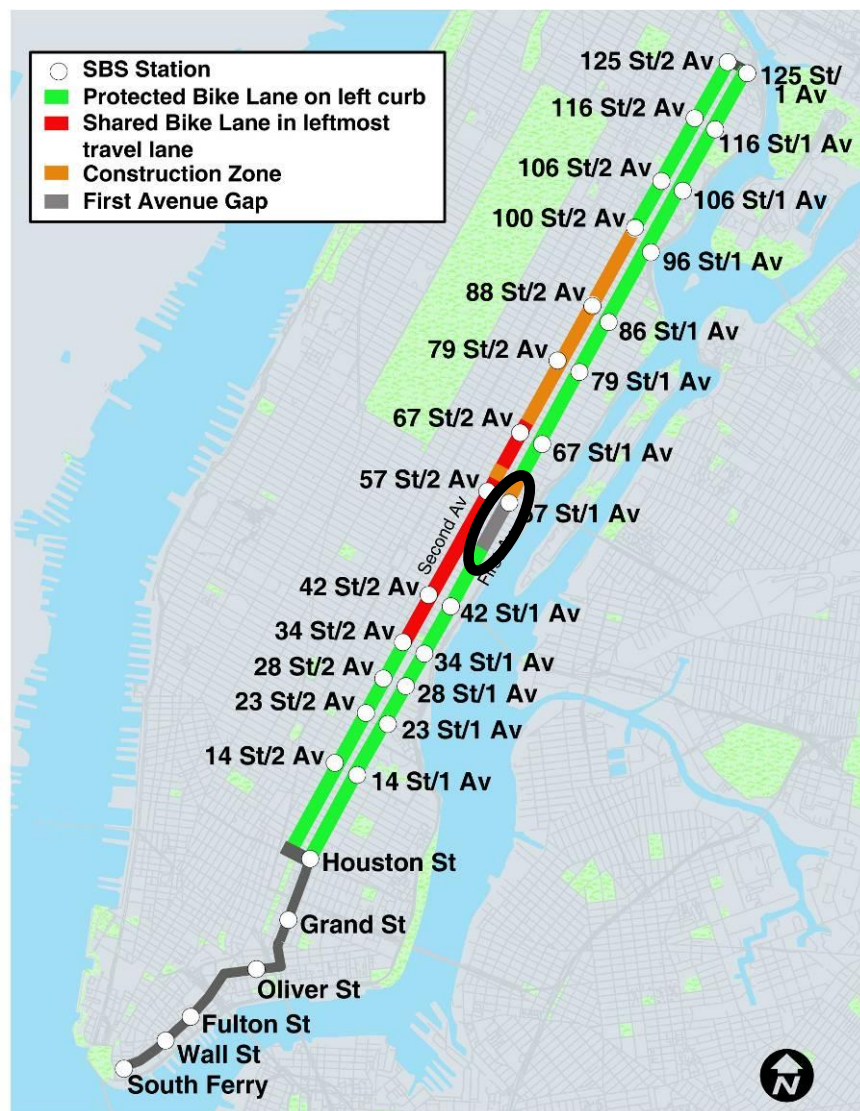 SBS Station
Protected Bike Lane on left curb
Shared Bike Lane in leftmost
travel lane
Construction Zone
First Avenue Gap
125 St/2 Av
125 St/
1 Av
116 St/2 Av
116 St/1 Av
106 St/2 Av
106 St/1 Av
100 St/2 Av
96 St/1 Av
88 St/2 Av
86 St/1 Av
79 St/2 Av
79 St/1 Av
67 St/2 Av
67 St/1 Av
57 St/2 Av
57 St/1 Av
Second Av
First
42 St/2 Av
42 St/1 Av
34 St/2 Av
34 St/1 Av
28 St/2 Av
28 St/1 Av
23 St/2 Av
23 St/1 Av
14 St/2 Av
14 St/1 Av
Houston St
Grand St
Oliver St
Fulton St
Wall St
South Ferry
N